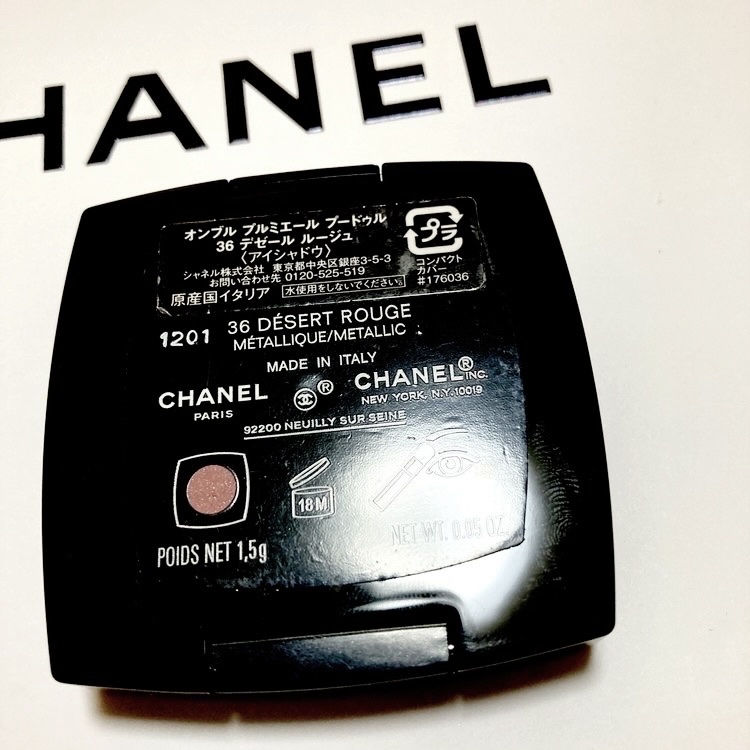 HANEL
オンブル プルミエール プードゥル
36 デゼール ルージュ
〈アイシャドウ〉
シャネル株式会社 東京都中央区銀座3-5-3
お問い合わせ先 0120-525-519
原産国イタリア 水使用をしないでください。
プラ
コンパクト
カバー
#176036
1201 36 DÉSERT ROUGE
MÉTALLIQUE/METALLIC
MADE IN ITALY
CHANEL
PARIS
®
CHANEL®INC.
NEW YORK, N.Y. 10019
92200 NEUILLY SUR SEINE
18M
POIDS NET 1,5g
NET WT. 0.05 OZ.